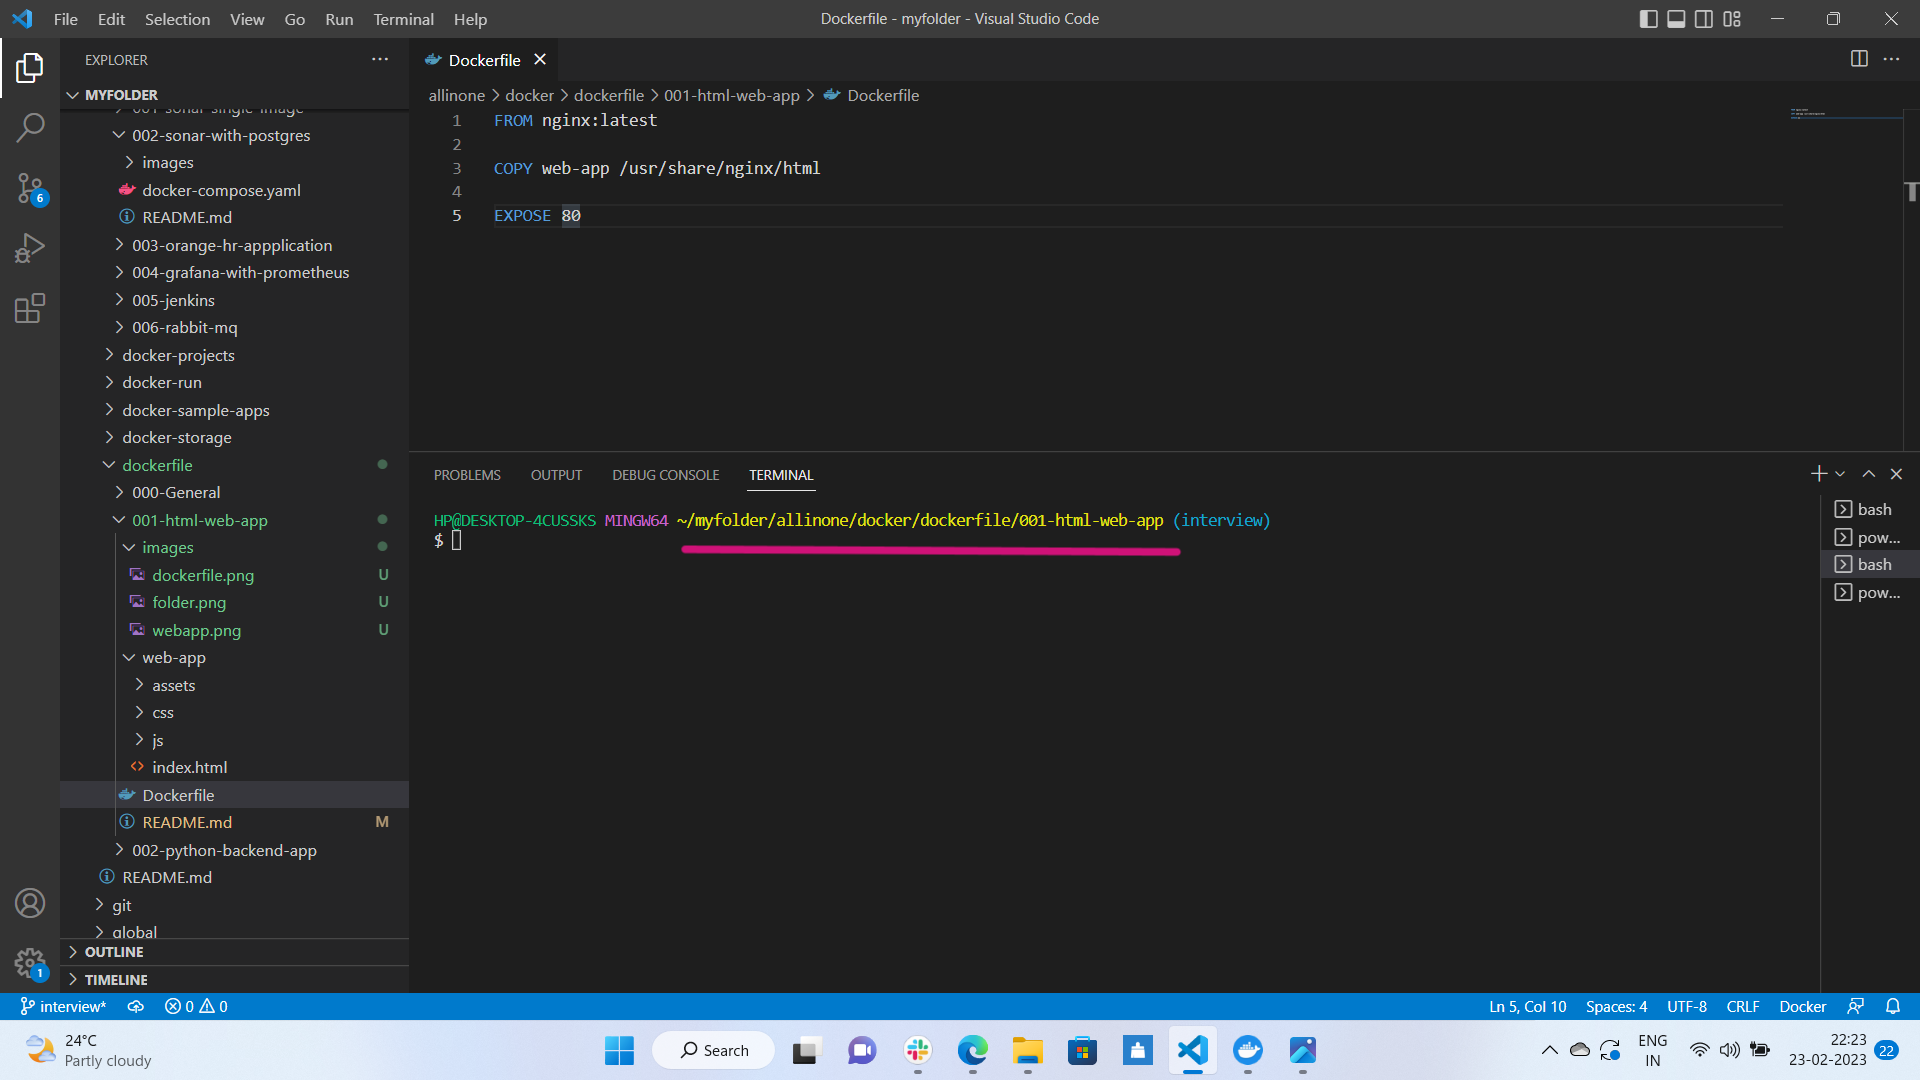 File Edit Selection View Go Run Terminal Help
Dockerfile - myfolder - Visual Studio Code
EXPLORER
MYFOLDER
001-sonar-single-image
002-sonar-with-postgres
images
docker-compose.yaml
README.md
003-orange-hr-appplication
004-grafana-with-prometheus
005-jenkins
006-rabbit-mq
docker-projects
docker-run
docker-sample-apps
docker-storage
dockerfile
000-General
001-html-web-app
images
dockerfile.png U
folder.png U
webapp.png U
web-app
assets
css
js
index.html
Dockerfile
README.md M
002-python-backend-app
README.md
git
global
OUTLINE
TIMELINE
6
1
Dockerfile
allinone > docker > dockerfile > 001-html-web-app > Dockerfile
1 FROM nginx:latest
2
3 COPY web-app /usr/share/nginx/html
4
5 EXPOSE 80
PROBLEMS OUTPUT DEBUG CONSOLE TERMINAL
HP@DESKTOP-4CUSSKS MINGW64 ~/myfolder/allinone/docker/dockerfile/001-html-web-app (interview)
$
bash
pow...
bash
pow...
interview* 0 0
Ln 5, Col 10 Spaces: 4 UTF-8 CRLF Docker
24°C
Partly cloudy
Search
ENG
IN
22:23
23-02-2023
22